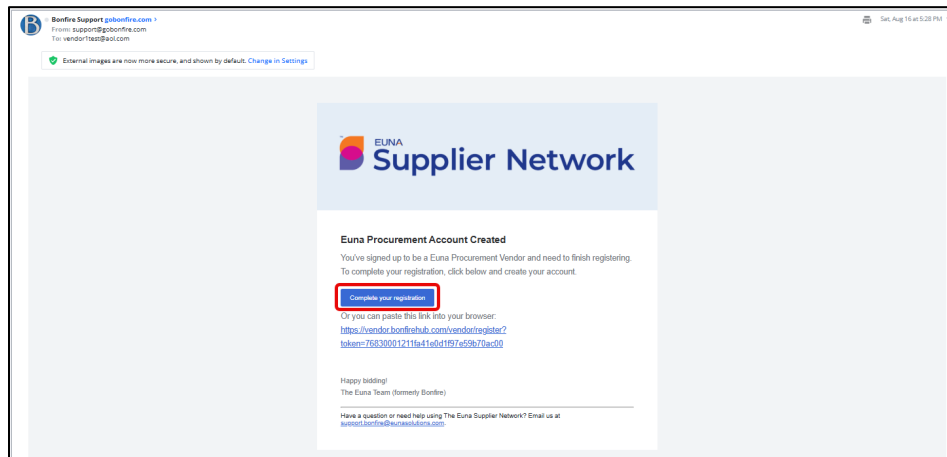 Bonfire Support gobonfire.com >
Sat, Aug 16 at 5:28 PM
From: support@gobonfire.com
To: vendor1test@aol.com
External images are now more secure, and shown by default. Change in Settings
EUNA
Supplier Network
Euna Procurement Account Created
You've signed up to be a Euna Procurement Vendor and need to finish registering.
To complete your registration, click below and create your account.
Complete your registration
Or you can paste this link into your browser:
https://vendor.bonfirehub.com/vendor/register?
token=76830001211fa41e0d1f97e59b70ac00
Happy bidding!
The Euna Team (formerly Bonfire)
Have a question or need help using The Euna Supplier Network? Email us at
support.bonfire@eunasolutions.com.